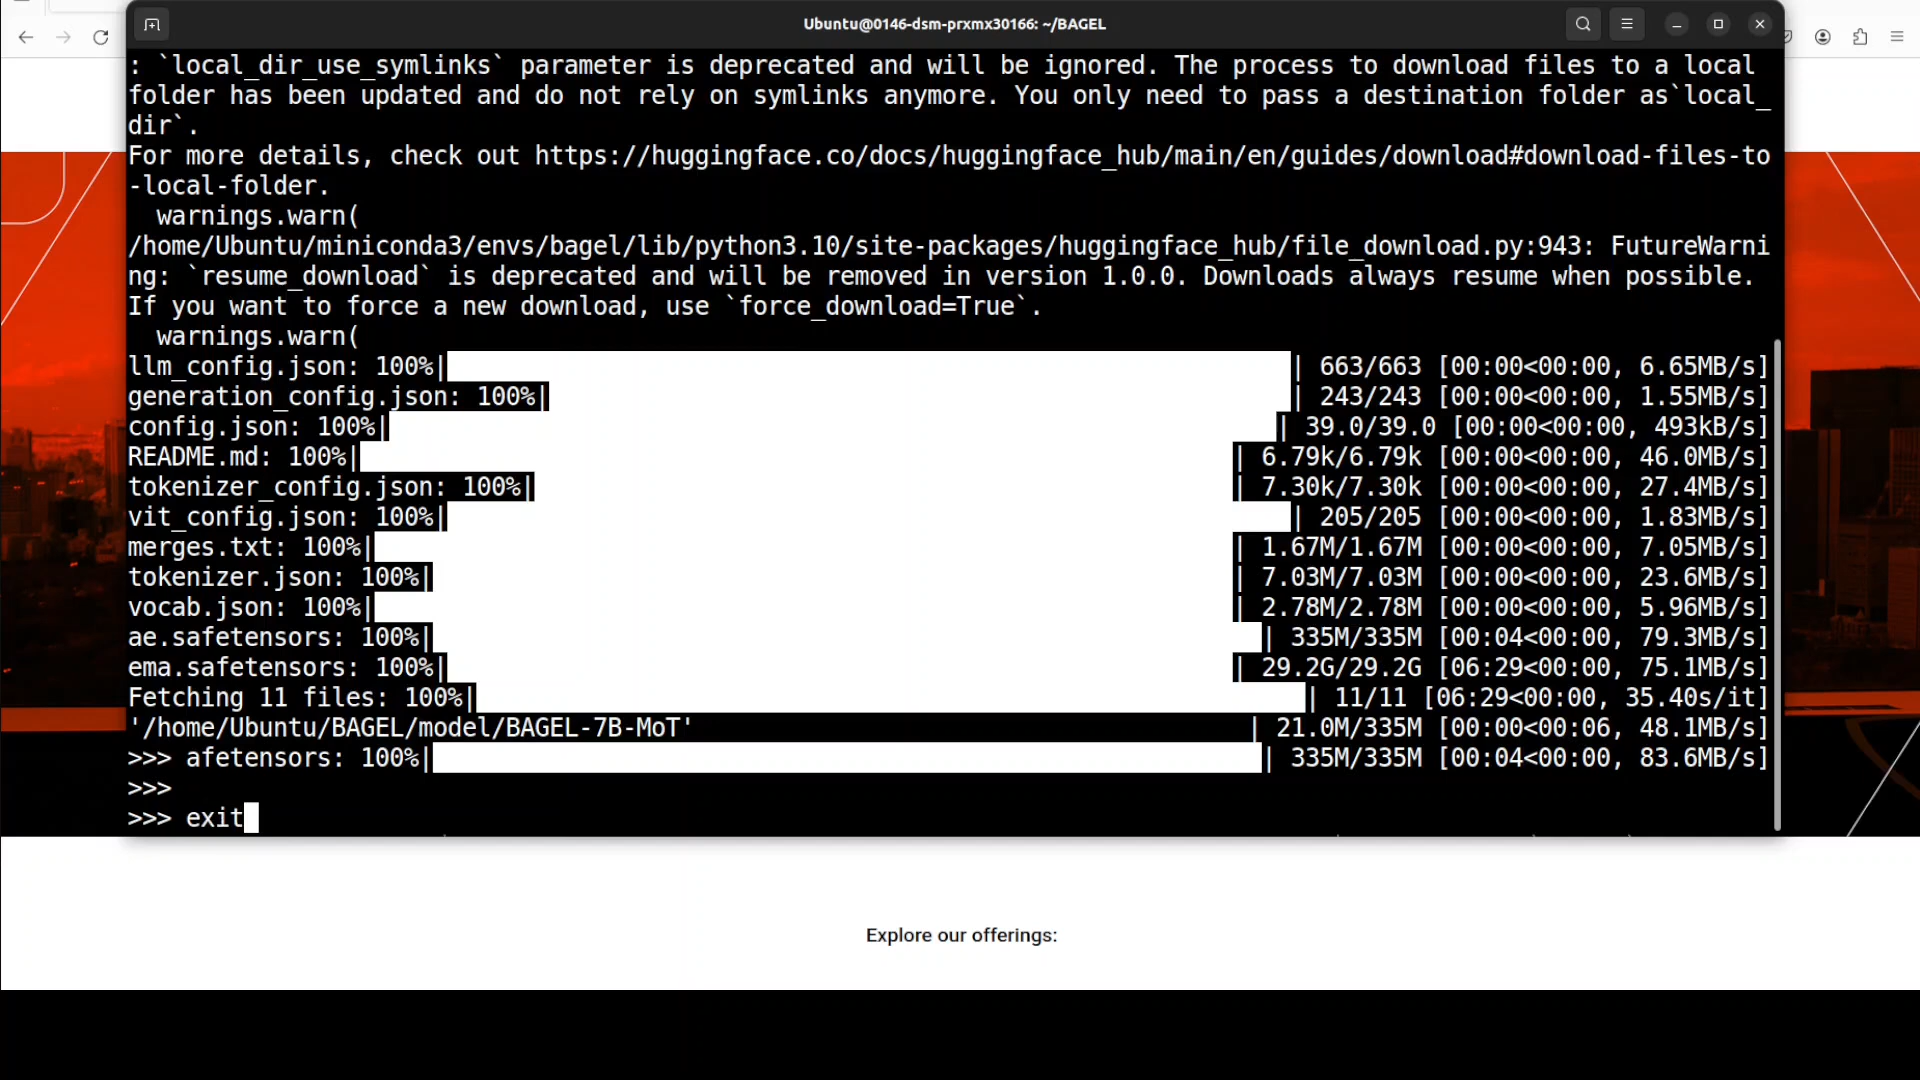 Ubuntu@0146-dsm-prxmx30166: ~/BAGEL
: `local_dir_use_symlinks` parameter is deprecated and will be ignored. The process to download files to a local
folder has been updated and do not rely on symlinks anymore. You only need to pass a destination folder as`local_
dir`.
For more details, check out https://huggingface.co/docs/huggingface_hub/main/en/guides/download#download-files-to
-local-folder.
warnings.warn(
/home/Ubuntu/miniconda3/envs/bagel/lib/python3.10/site-packages/huggingface_hub/file_download.py:943: FutureWarni
ng: `resume_download` is deprecated and will be removed in version 1.0.0. Downloads always resume when possible.
If you want to force a new download, use `force_download=True`.
warnings.warn(
llm_config.json: 100%| | 663/663 [00:00<00:00, 6.65MB/s]
generation_config.json: 100%| | 243/243 [00:00<00:00, 1.55MB/s]
config.json: 100%| | 39.0/39.0 [00:00<00:00, 493kB/s]
README.md: 100%| | 6.79k/6.79k [00:00<00:00, 46.0MB/s]
tokenizer_config.json: 100%| | 7.30k/7.30k [00:00<00:00, 27.4MB/s]
vit_config.json: 100%| | 205/205 [00:00<00:00, 1.83MB/s]
merges.txt: 100%| | 1.67M/1.67M [00:00<00:00, 7.05MB/s]
tokenizer.json: 100%| | 7.03M/7.03M [00:00<00:00, 23.6MB/s]
vocab.json: 100%| | 2.78M/2.78M [00:00<00:00, 5.96MB/s]
ae.safetensors: 100%| | 335M/335M [00:04<00:00, 79.3MB/s]
ema.safetensors: 100%| | 29.2G/29.2G [06:29<00:00, 75.1MB/s]
Fetching 11 files: 100%| | 11/11 [06:29<00:00, 35.40s/it]
'/home/Ubuntu/BAGEL/model/BAGEL-7B-MoT' | 21.0M/335M [00:00<00:06, 48.1MB/s]
>>> afetensors: 100%| | 335M/335M [00:04<00:00, 83.6MB/s]
>>>
>>> exit
Explore our offerings: